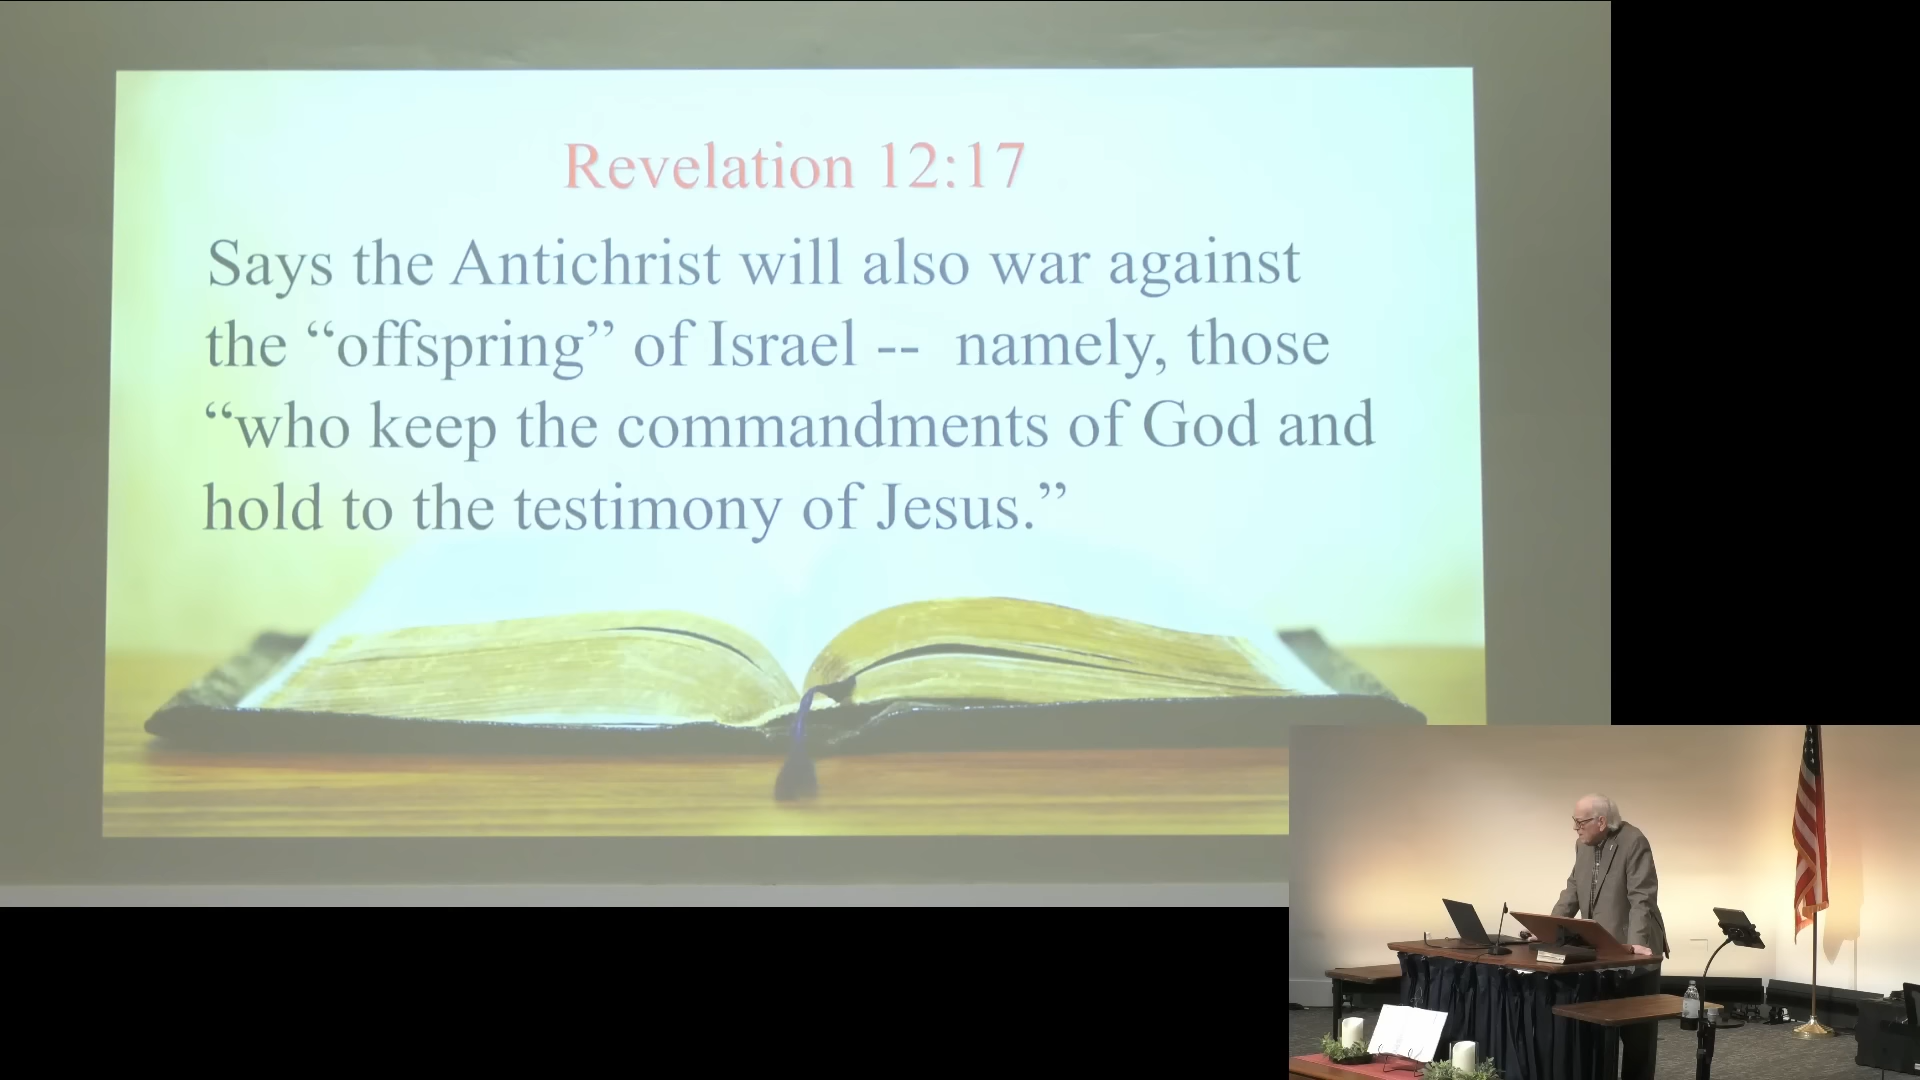 Revelation 12:17
Says the Antichrist will also war against
the “offspring” of Israel -- namely, those
“who keep the commandments of God and
hold to the testimony of Jesus.”